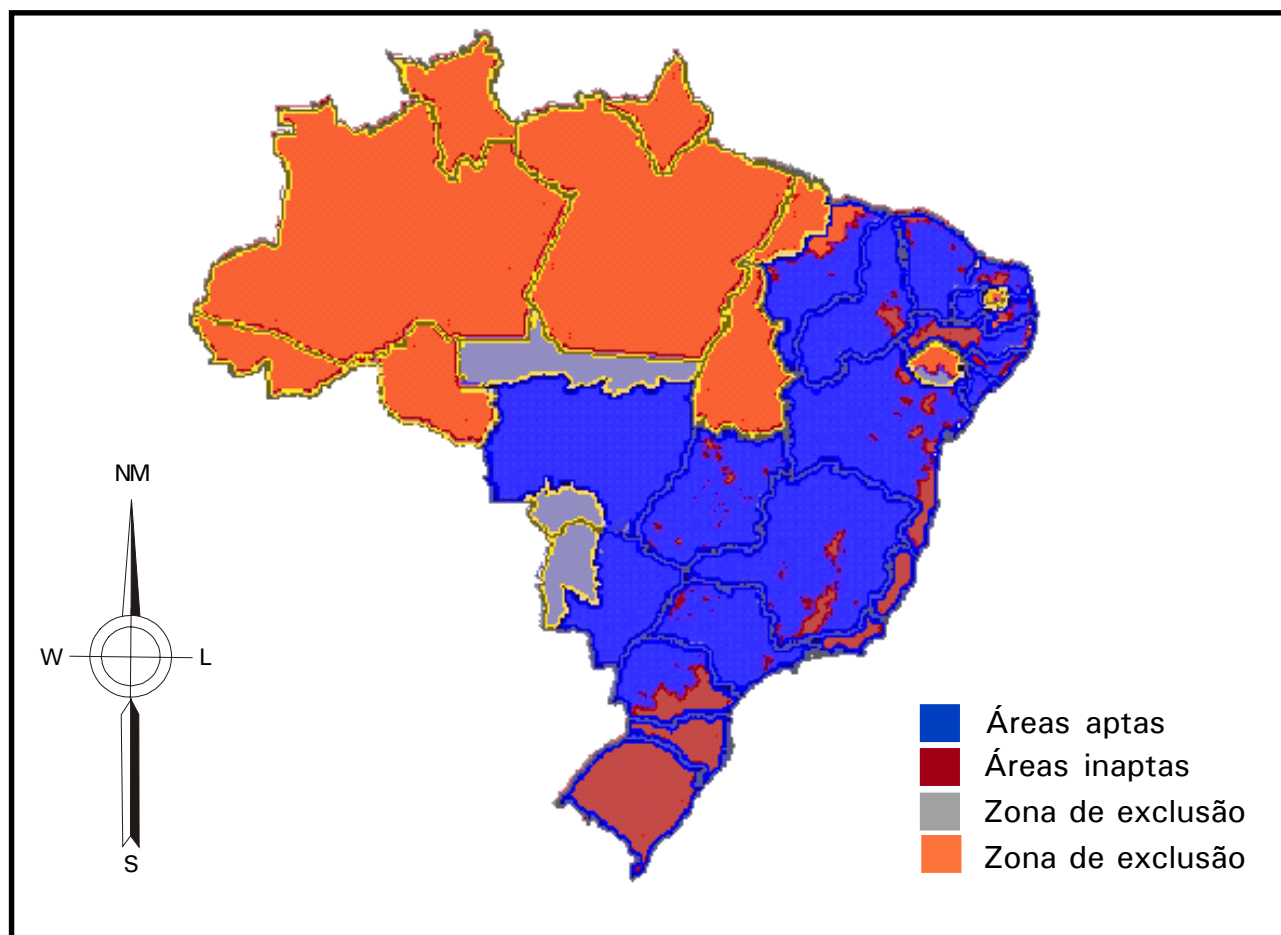 NM
W
L
S
Áreas aptas
Áreas inaptas
Zona de exclusão
Zona de exclusão